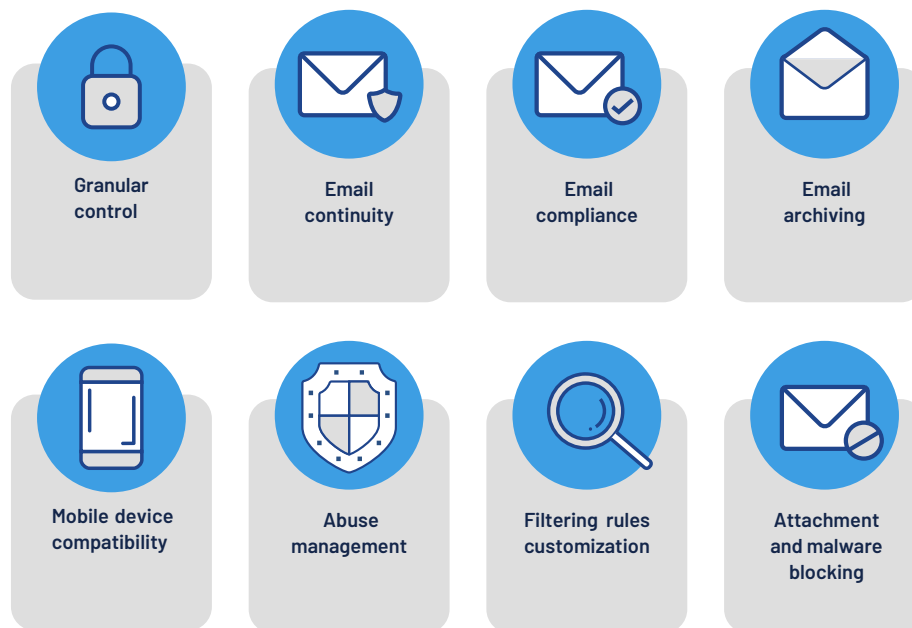 Granular
control
Email
continuity
Email
compliance
Email
archiving
Mobile device
compatibility
Abuse
management
Filtering rules
customization
Attachment
and malware
blocking